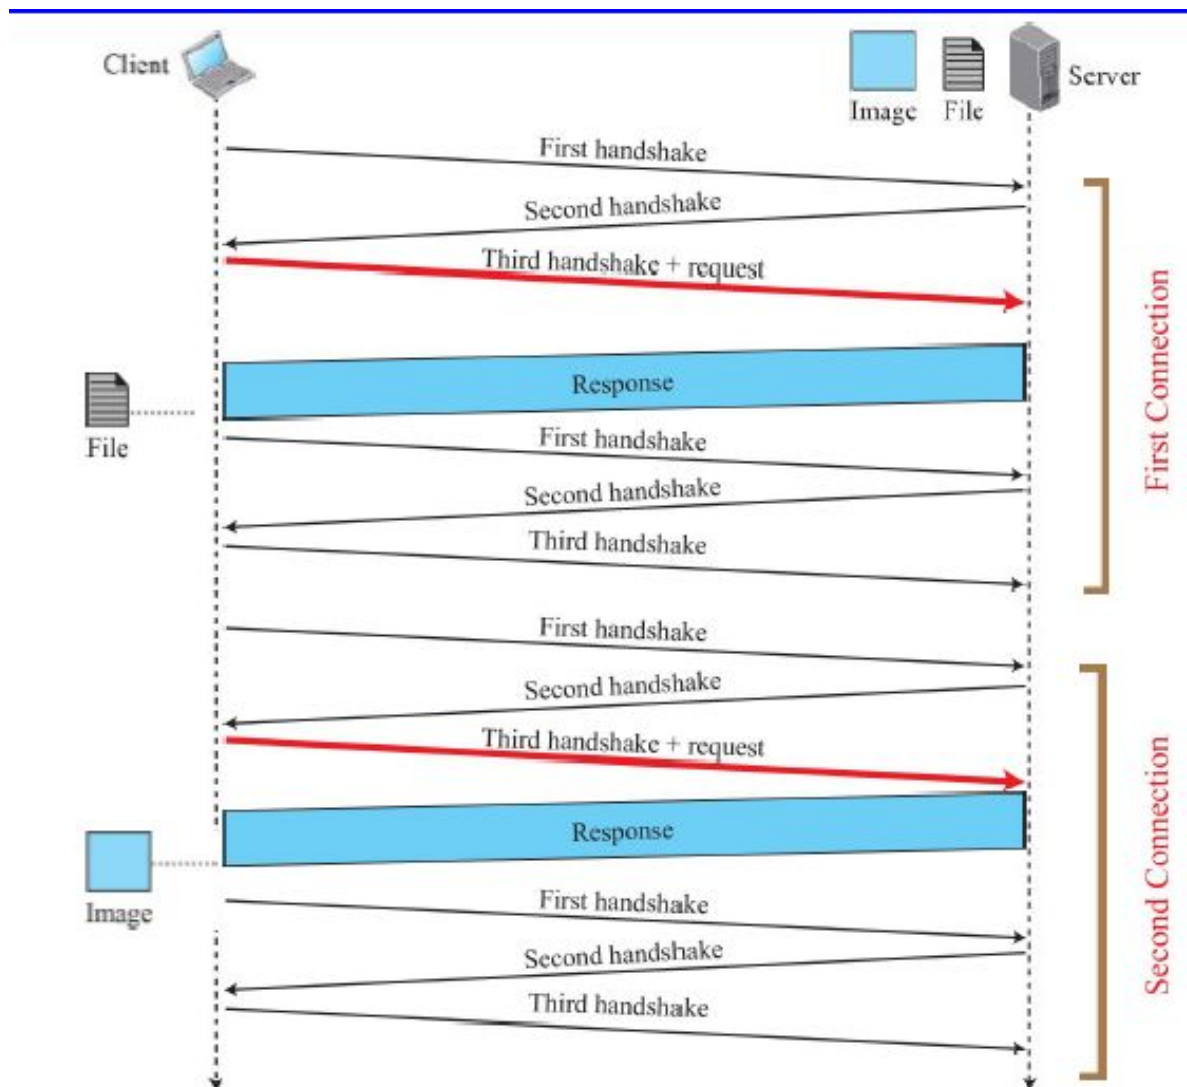 Client
Image
File
Server
First handshake
Second handshake
Third handshake + request
Response
File
First handshake
Second handshake
Third handshake
First Connection
First handshake
Second handshake
Third handshake + request
Response
Image
First handshake
Second handshake
Third handshake
Second Connection